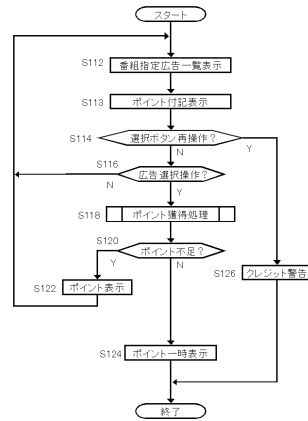 スタート
S112
番組指定広告一覧表示
S113
ポイント付記表示
S114
選択ボタン再操作？
Y
N
S116
広告選択操作？
N
Y
S118
ポイント獲得処理
S120
ポイント不足？
Y
N
S122
ポイント表示
S126
クレジット警告
S124
ポイント一時表示
終了